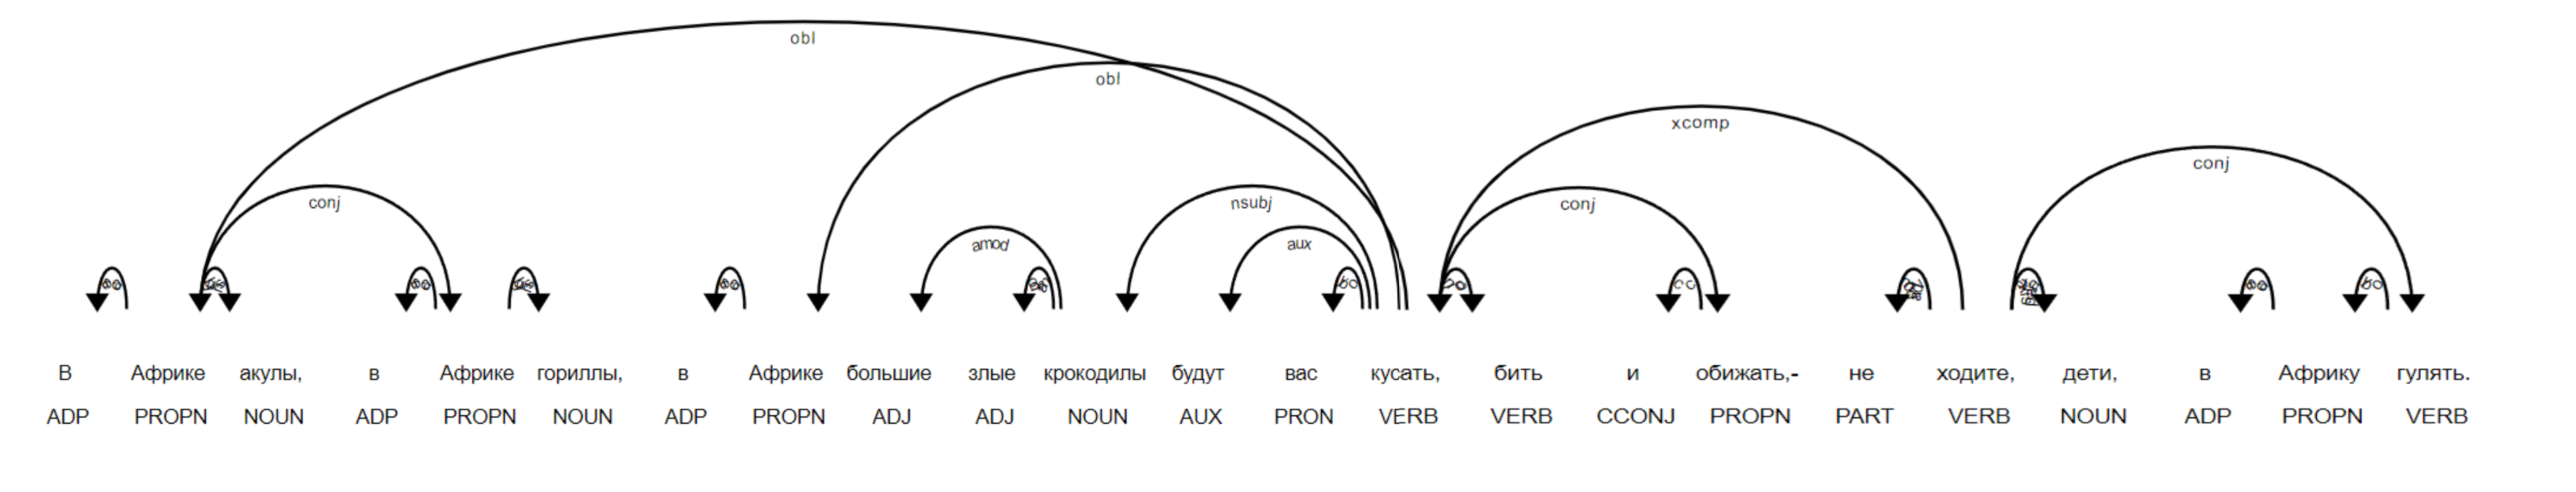 obl
obl
xcomp
conj
conj
nsubj
conj
amod
aux
В Африке акулы, в Африке гориллы, в Африке большие злые крокодилы будут вас кусать, бить и обижать,- не ходите, дети, в Африку гулять.
ADP PROPN NOUN ADP PROPN NOUN ADP PROPN ADJ ADJ NOUN AUX PRON VERB VERB CCONJ PROPN PART VERB NOUN ADP PROPN VERB